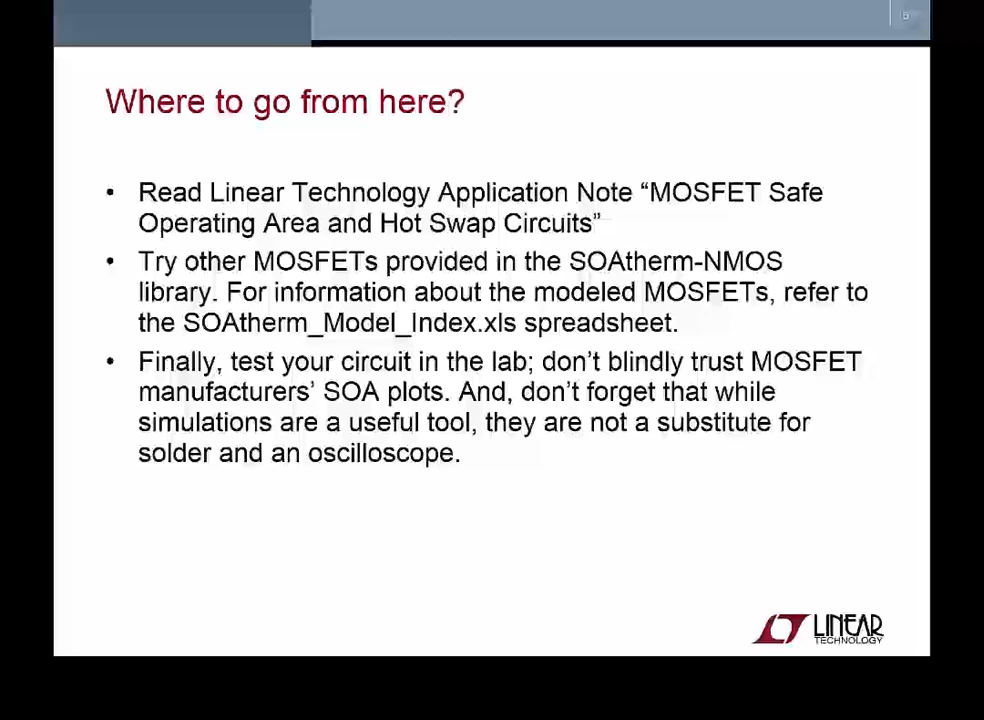 Where to go from here?
• Read Linear Technology Application Note “MOSFET Safe
Operating Area and Hot Swap Circuits”
• Try other MOSFETs provided in the SOAtherm-NMOS
library. For information about the modeled MOSFETs, refer to
the SOAtherm_Model_Index.xls spreadsheet.
• Finally, test your circuit in the lab; don’t blindly trust MOSFET
manufacturers’ SOA plots. And, don’t forget that while
simulations are a useful tool, they are not a substitute for
solder and an oscilloscope.
LINEAR
TECHNOLOGY